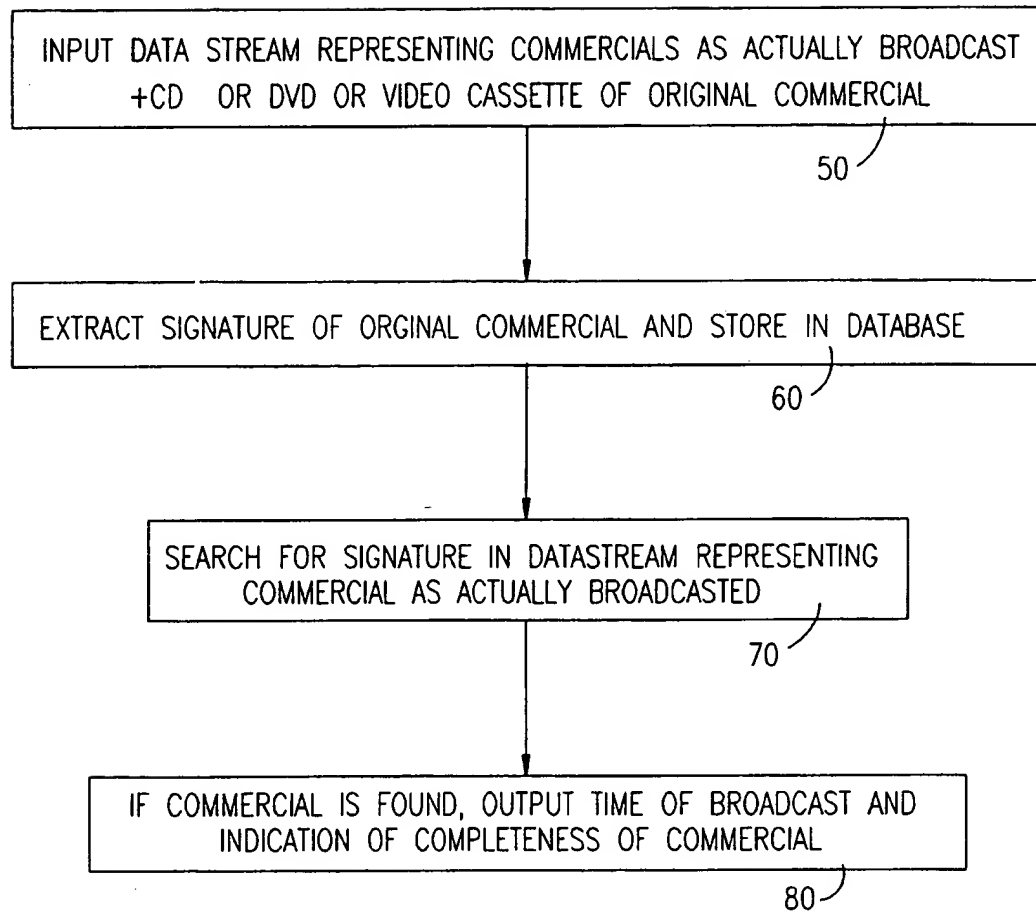 INPUT DATA STREAM REPRESENTING COMMERCIALS AS ACTUALLY BROADCAST
+CD OR DVD OR VIDEO CASSETTE OF ORIGINAL COMMERCIAL
50
EXTRACT SIGNATURE OF ORGINAL COMMERCIAL AND STORE IN DATABASE
60
SEARCH FOR SIGNATURE IN DATASTREAM REPRESENTING
COMMERCIAL AS ACTUALLY BROADCASTED
70
IF COMMERCIAL IS FOUND, OUTPUT TIME OF BROADCAST AND
INDICATION OF COMPLETENESS OF COMMERCIAL
80